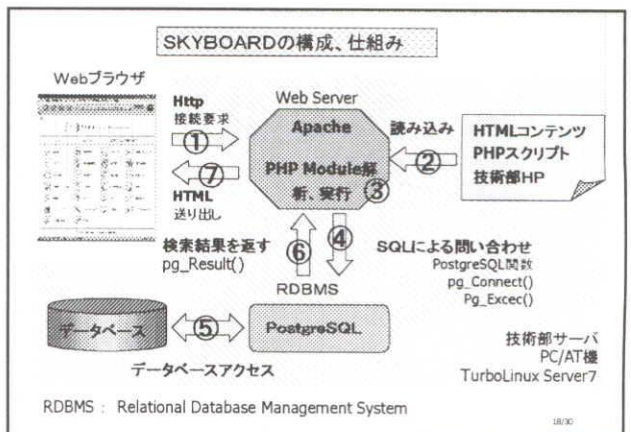 SKYBOARDの構成、仕組み
Webブラウザ
Http
接続要求
①
⑦
HTML
送り出し
Web Server
Apache
PHP Module解
析、実行
③
読み込み
②
HTMLコンテンツ
PHPスクリプト
技術部HP
検索結果を返す
pg_Result()
⑥
④
SQLによる問い合わせ
PostgreSQL関数
pg_Connect()
Pg_Excec()
RDBMS
データベース
⑤
PostgreSQL
データベースアクセス
技術部サーバ
PC/AT機
TurboLinux Server7
RDBMS : Relational Database Management System
18/30